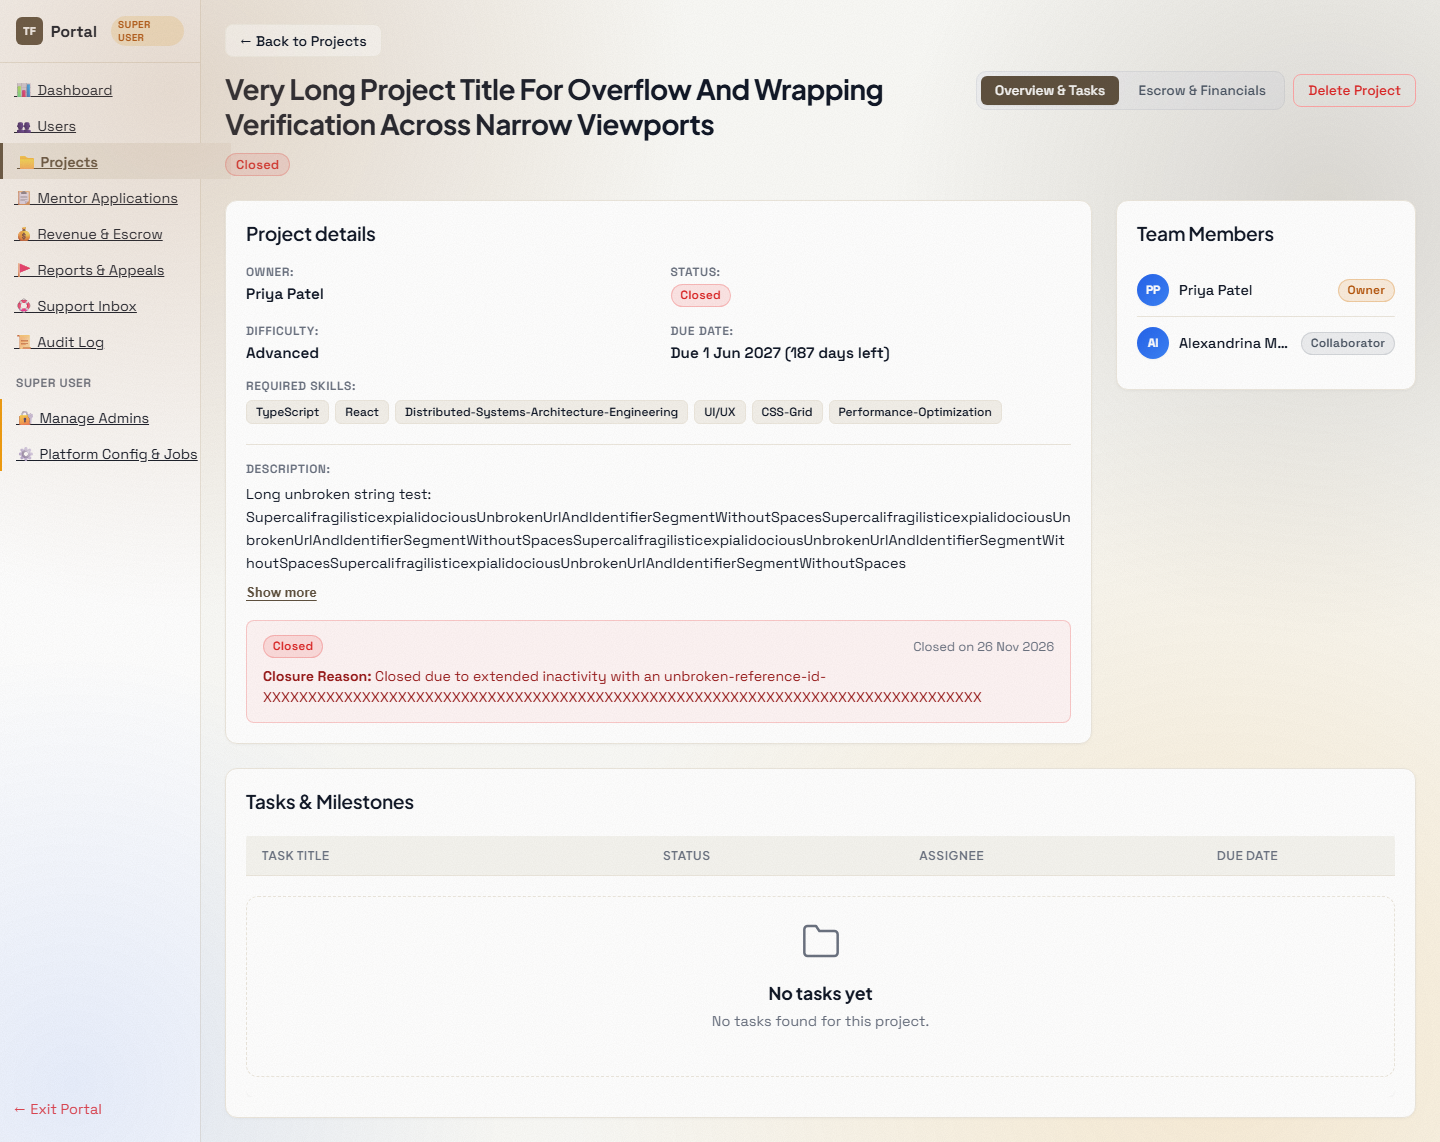 TF Portal SUPER USER
Dashboard
Users
Projects
Mentor Applications
Revenue & Escrow
Reports & Appeals
Support Inbox
Audit Log
SUPER USER
Manage Admins
Platform Config & Jobs
← Exit Portal
← Back to Projects
Very Long Project Title For Overflow And Wrapping
Verification Across Narrow Viewports
Closed
Overview & Tasks
Escrow & Financials
Delete Project
Project details
OWNER:
Priya Patel
STATUS:
Closed
DIFFICULTY:
Advanced
DUE DATE:
Due 1 Jun 2027 (187 days left)
REQUIRED SKILLS:
TypeScript React Distributed-Systems-Architecture-Engineering UI/UX CSS-Grid Performance-Optimization
DESCRIPTION:
Long unbroken string test:
SupercalifragilisticexpialidociousUnbrokenUrlAndIdentifierSegmentWithoutSpacesSupercalifragilisticexpialidociousUn
brokenUrlAndIdentifierSegmentWithoutSpacesSupercalifragilisticexpialidociousUnbrokenUrlAndIdentifierSegmentWit
houtSpacesSupercalifragilisticexpialidociousUnbrokenUrlAndIdentifierSegmentWithoutSpaces
Show more
Closed
Closed on 26 Nov 2026
Closure Reason: Closed due to extended inactivity with an unbroken-reference-id-
XXXXXXXXXXXXXXXXXXXXXXXXXXXXXXXXXXXXXXXXXXXXXXXXXXXXXXXXXXXXXXXXXXXXXXXXXXXXXXXX
Team Members
PP Priya Patel Owner
AI Alexandrina M... Collaborator
Tasks & Milestones
TASK TITLE STATUS ASSIGNEE DUE DATE
No tasks yet
No tasks found for this project.